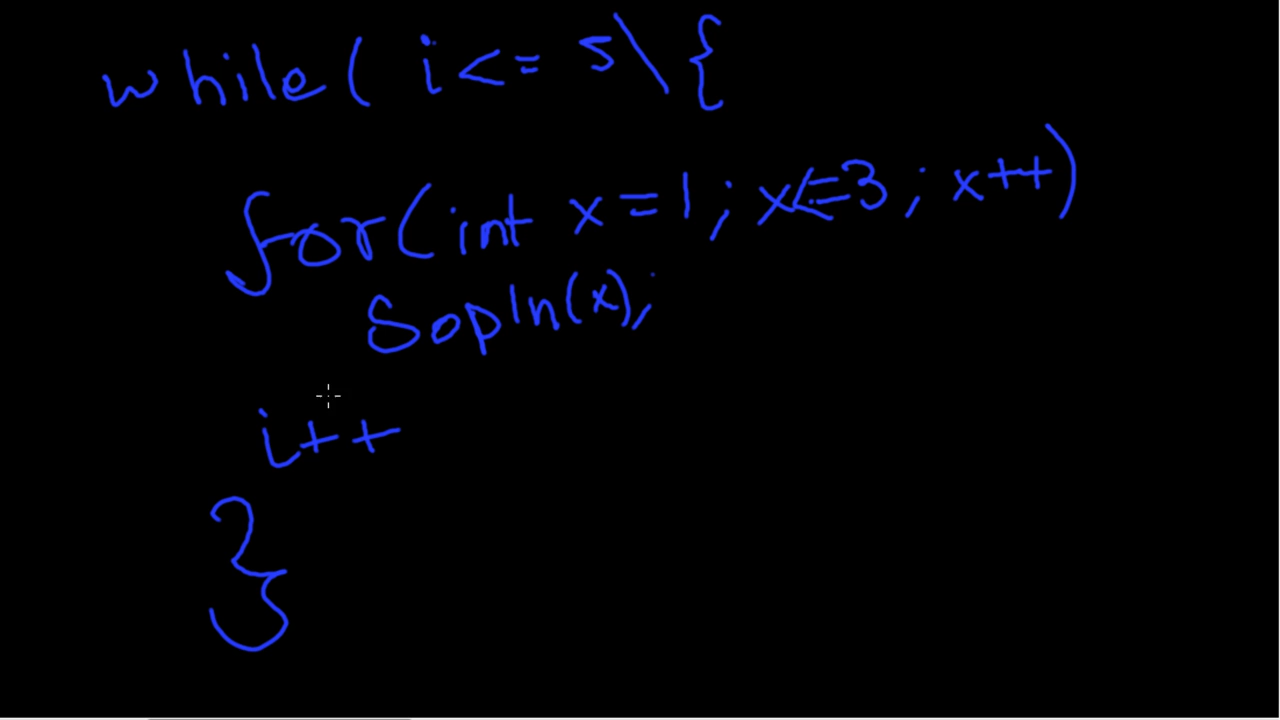 while( i<= 5) {
for(int x=1; x<=3; x++)
Sopln(x);
i++
}